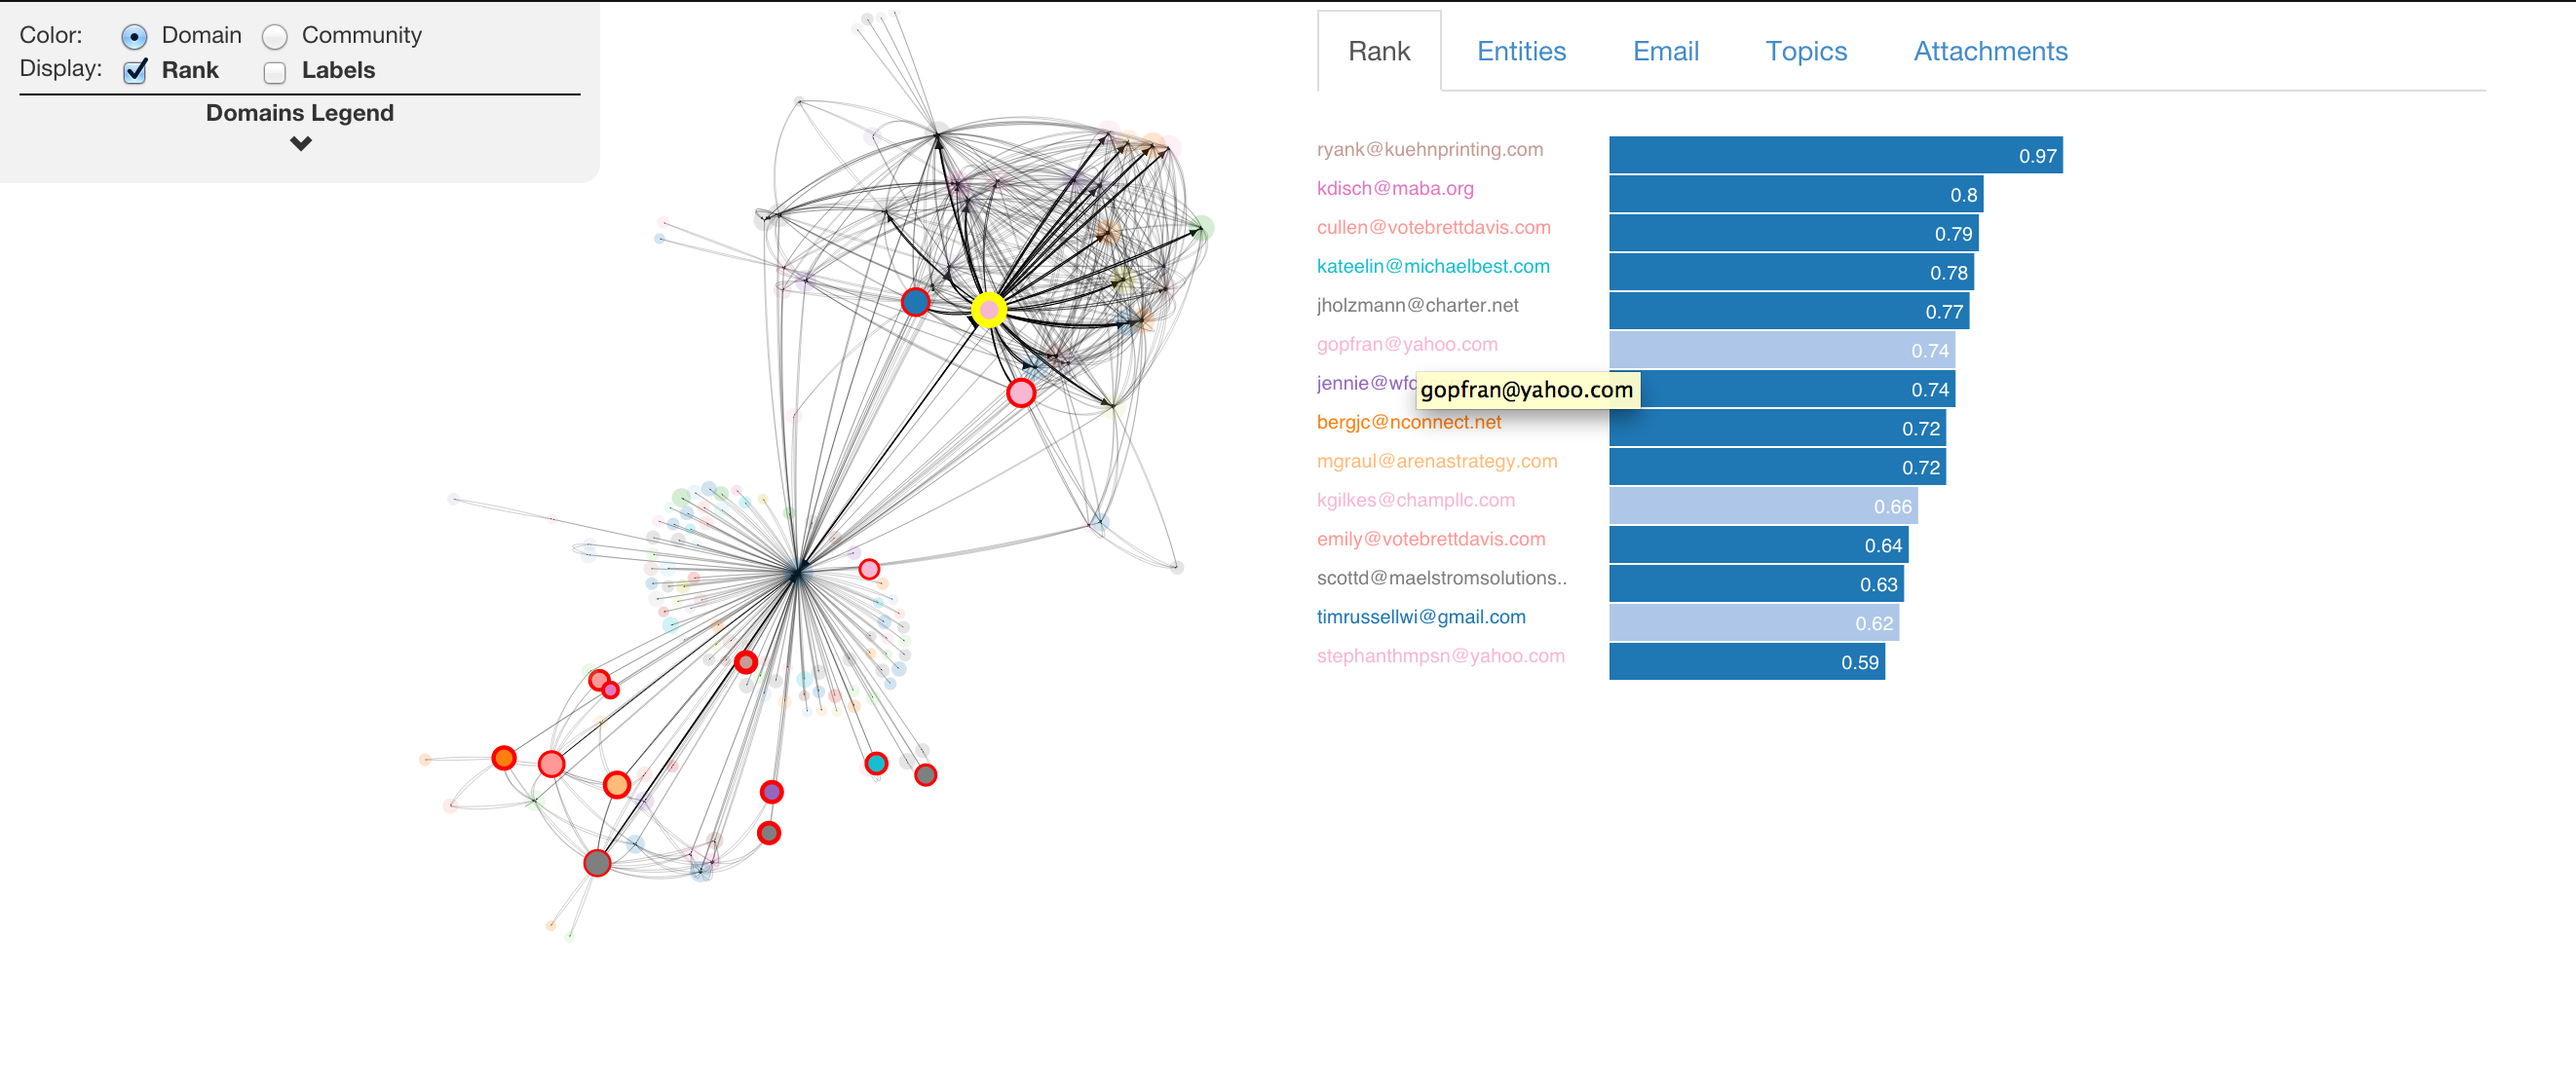 Color: Domain Community
Display: Rank Labels
Domains Legend
Rank Entities Email Topics Attachments
ryank@kuehnprinting.com 0.97
kdisch@maba.org 0.8
cullen@votebrettdavis.com 0.79
kateelin@michaelbest.com 0.78
jholzmann@charter.net 0.77
gopfran@yahoo.com 0.74
jennie@wf 0.74
gopfran@yahoo.com
bergjc@nconnect.net 0.72
mgraul@arenastrategy.com 0.72
kgilkes@champllc.com 0.66
emily@votebrettdavis.com 0.64
scottd@maelstromsolutions.. 0.63
timrussellwi@gmail.com 0.62
stephanthmpsn@yahoo.com 0.59